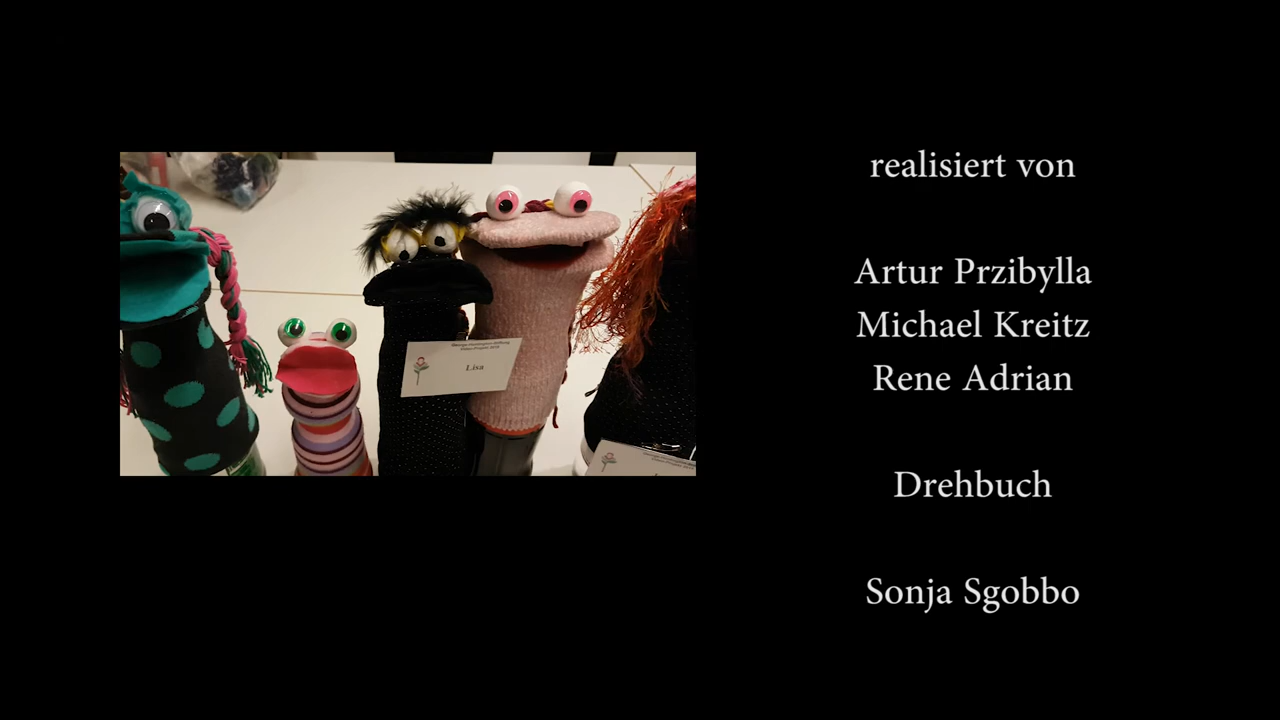 realisiert von
Artur Przibylla
Michael Kreitz
Rene Adrian
Drehbuch
Sonja Sgobbo
Lisa